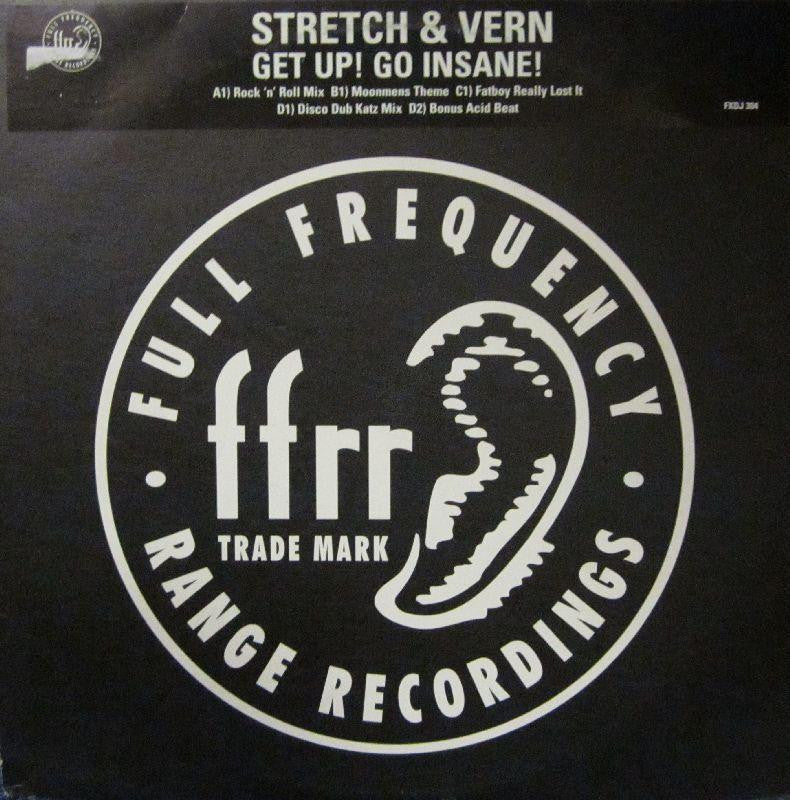 STRETCH & VERN
GET UP! GO INSANE!
A1) Rock 'n' Roll Mix B1) Moonmens Theme C1) Fatboy Really Lost It
D1) Disco Dub Katz Mix D2) Bonus Acid Beat
FXDJ 304
FULL FREQUENCY
RANGE RECORDINGS
ffrr
TRADE MARK